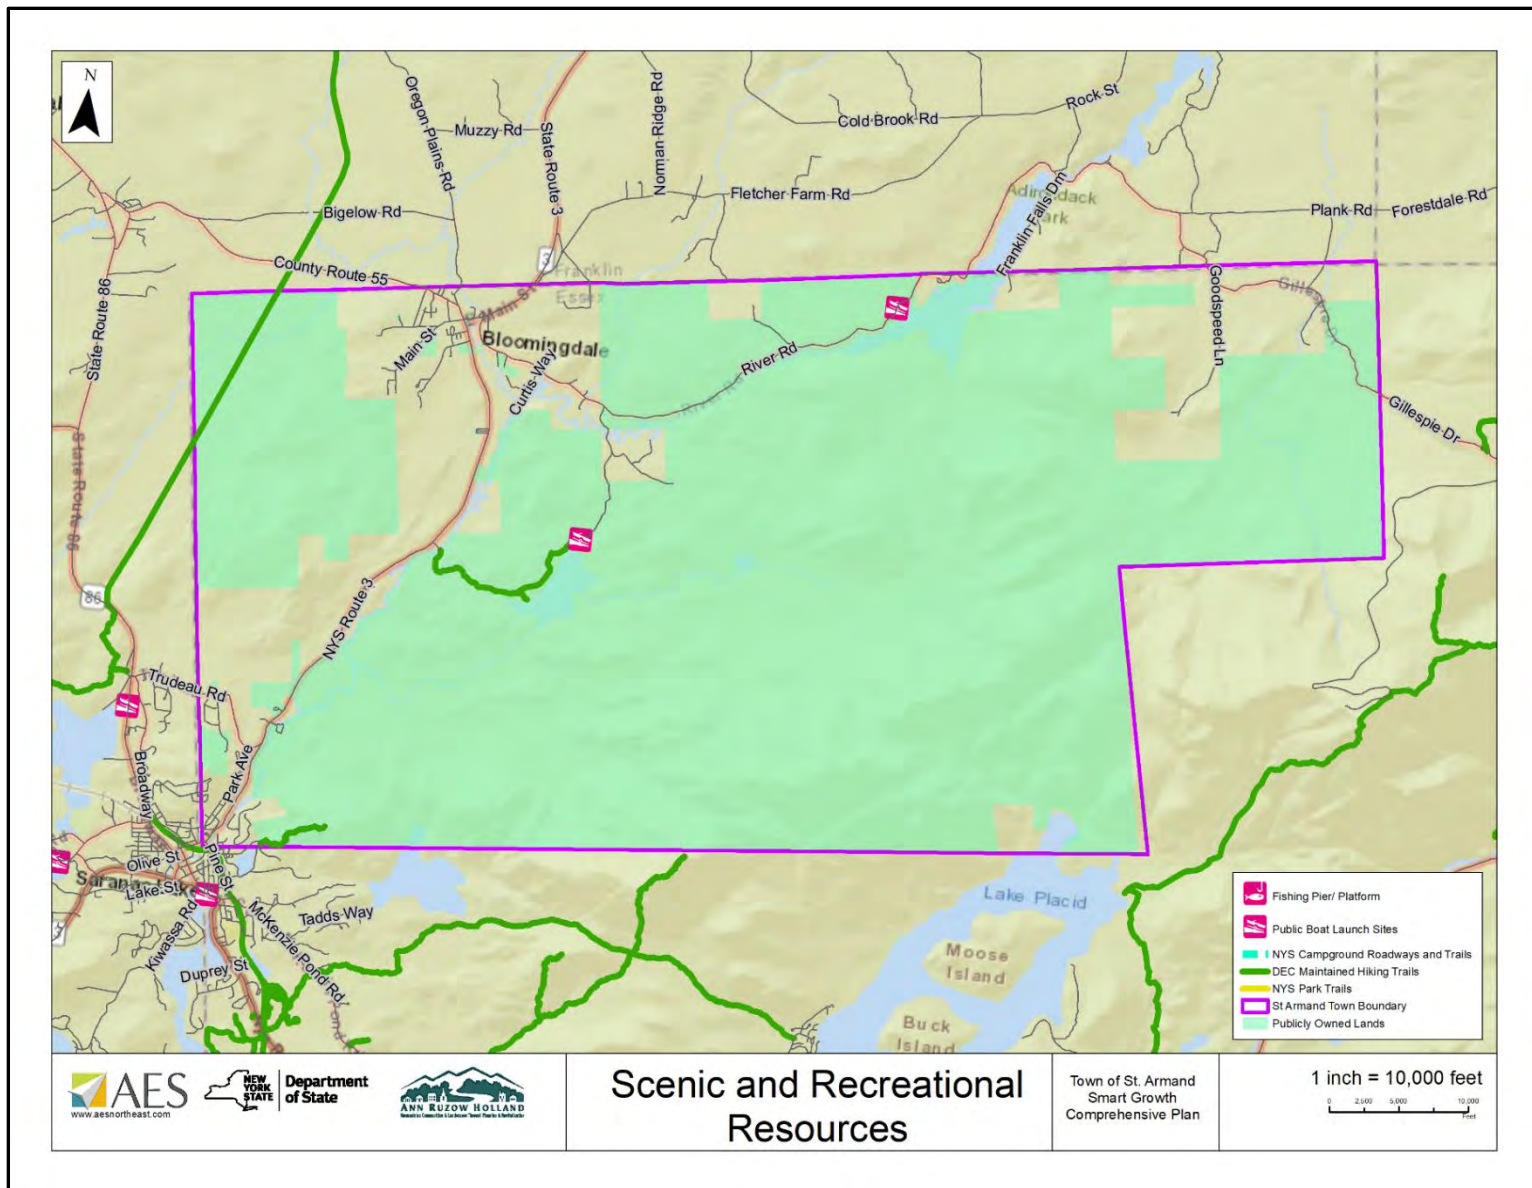 N
Oregon Plains Rd
Muzzy Rd
State Route 3
Norman Ridge Rd
Cold Brook Rd
Rock St
Fletcher Farm Rd
Adirondack
Park
Franklin Falls Dm
Plank Rd
Forestdale Rd
Bigelow Rd
County Route 55
3
Franklin
Essex
Main St
Main St
Bloomingdale
Curtis Way
River Rd
River Rd
Goodspeed Ln
Gillespie Dr
Gillespie Dr
State Route 86
State Route 86
86
NYS Route 3
Trudeau Rd
Broadway
Park Ave
Olive St
Pine St
Lake St
Kiwassa Rd
McKenzie Pond Rd
Tadds Way
Duprey St
3
Lake Placid
Moose
Island
Buck
Island
Fishing Pier/ Platform
Public Boat Launch Sites
NYS Campground Roadways and Trails
DEC Maintained Hiking Trails
NYS Park Trails
St Armand Town Boundary
Publicly Owned Lands
AES
www.aesnortheast.com
NEW
YORK
STATE
Department
of State
ANN RUZOW HOLLAND
Scenic and Recreational
Resources
Town of St. Armand
Smart Growth
Comprehensive Plan
1 inch = 10,000 feet
0 2,500 5,000 10,000
Feet